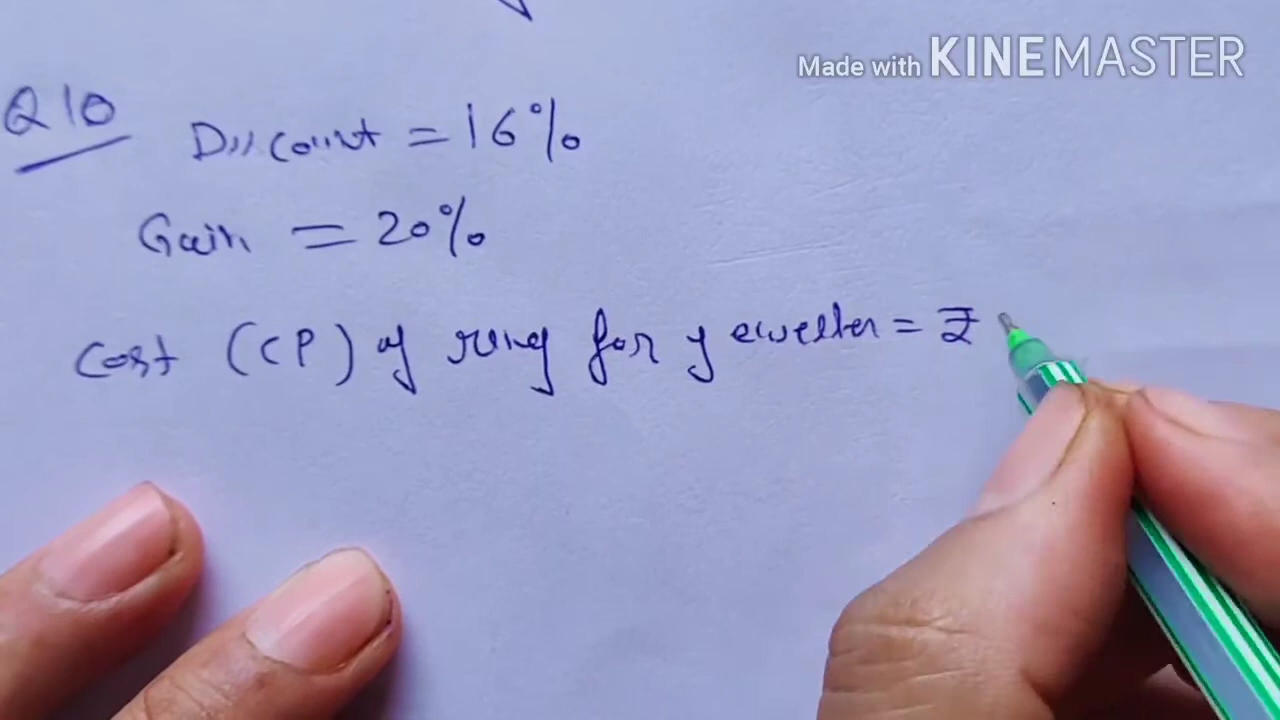 Made with KINEMASTER
Q10
Discount = 16%
Gain = 20%
Cost (CP) of ring for jeweller = ₹